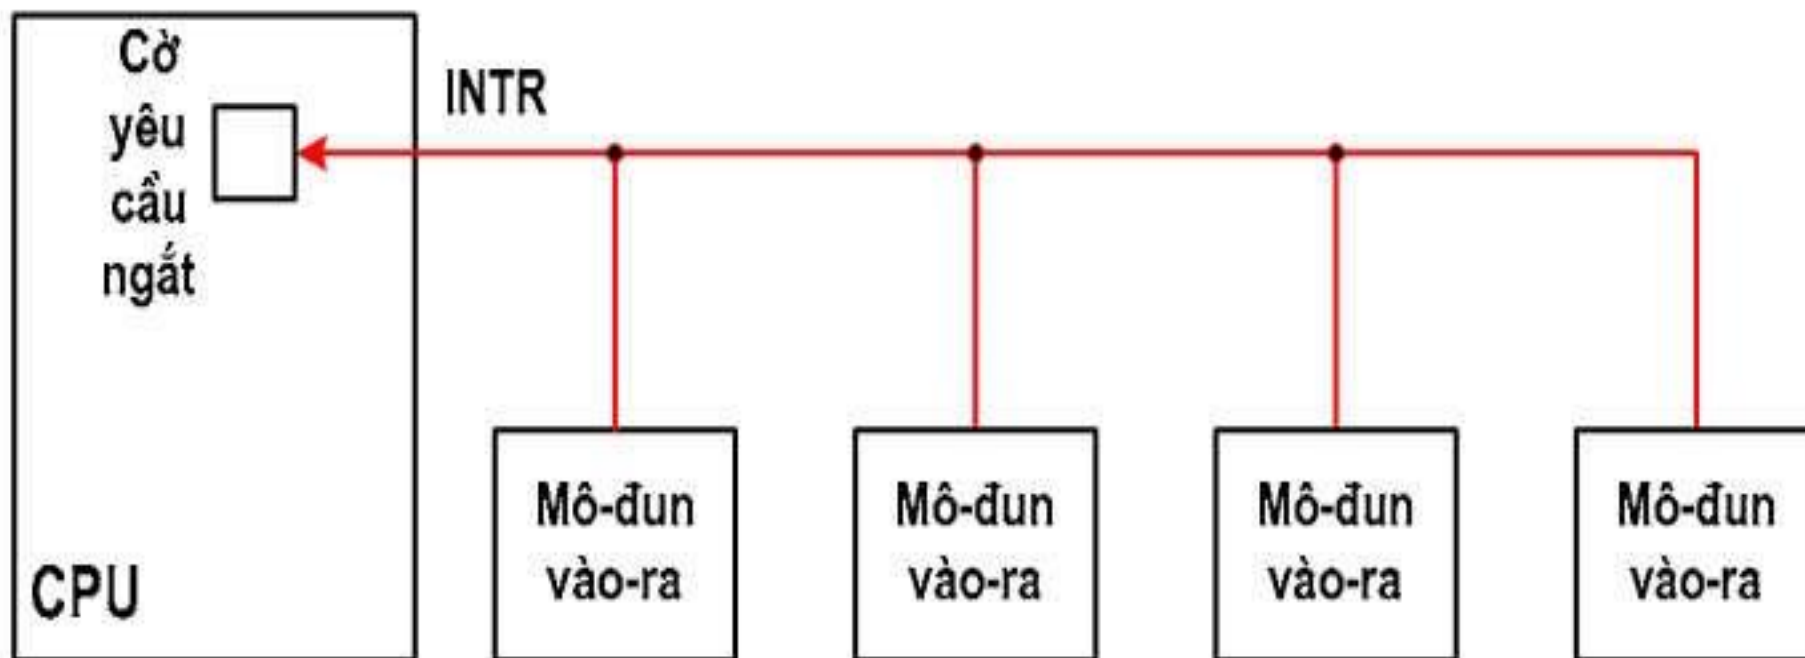 Cờ
yêu
cầu
ngắt
INTR
CPU
Mô-đun
vào-ra
Mô-đun
vào-ra
Mô-đun
vào-ra
Mô-đun
vào-ra